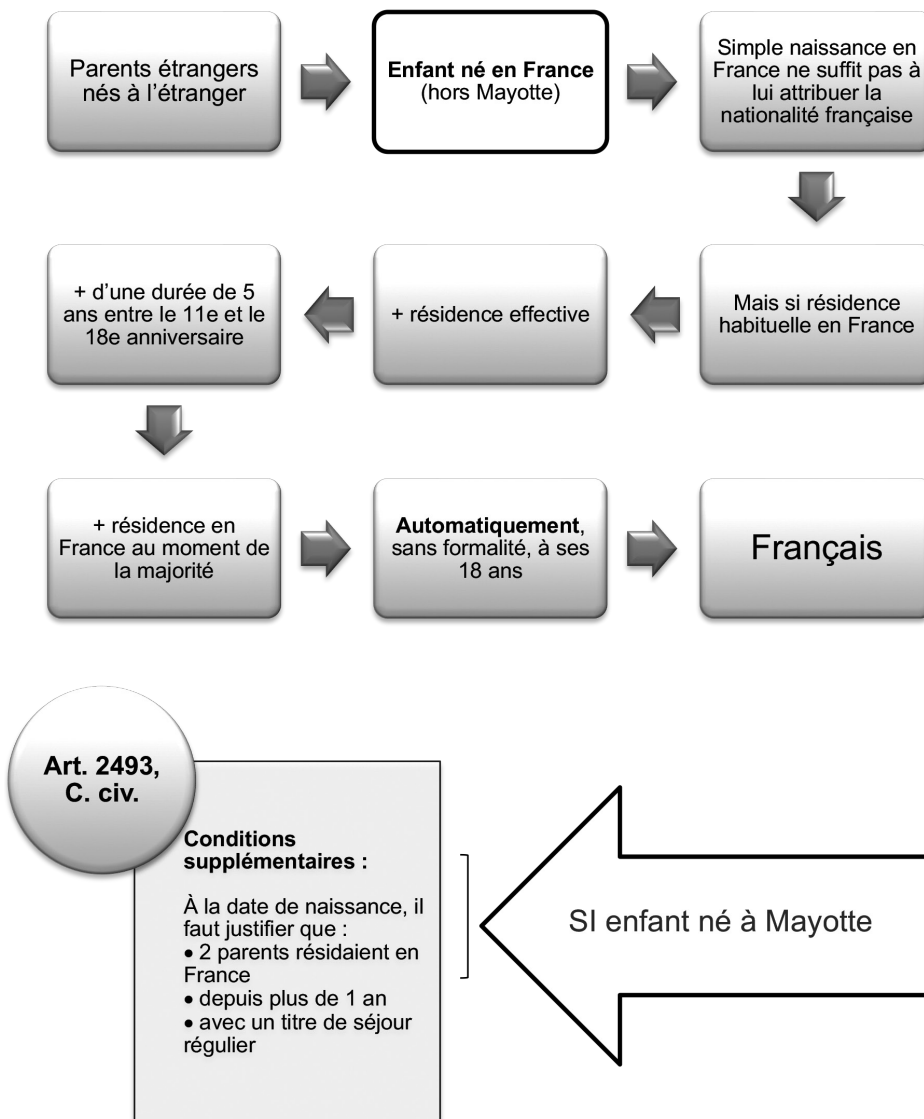 Parents étrangers
nés à l’étranger
Enfant né en France
(hors Mayotte)
Simple naissance en
France ne suffit pas à
lui attribuer la
nationalité française
Mais si résidence
habituelle en France
+ résidence effective
+ d’une durée de 5
ans entre le 11e et le
18e anniversaire
+ résidence en
France au moment de
la majorité
Automatiquement,
sans formalité, à ses
18 ans
Français
Art. 2493,
C. civ.
Conditions
supplémentaires :
À la date de naissance, il
faut justifier que :
• 2 parents résidaient en
France
• depuis plus de 1 an
• avec un titre de séjour
régulier
SI enfant né à Mayotte